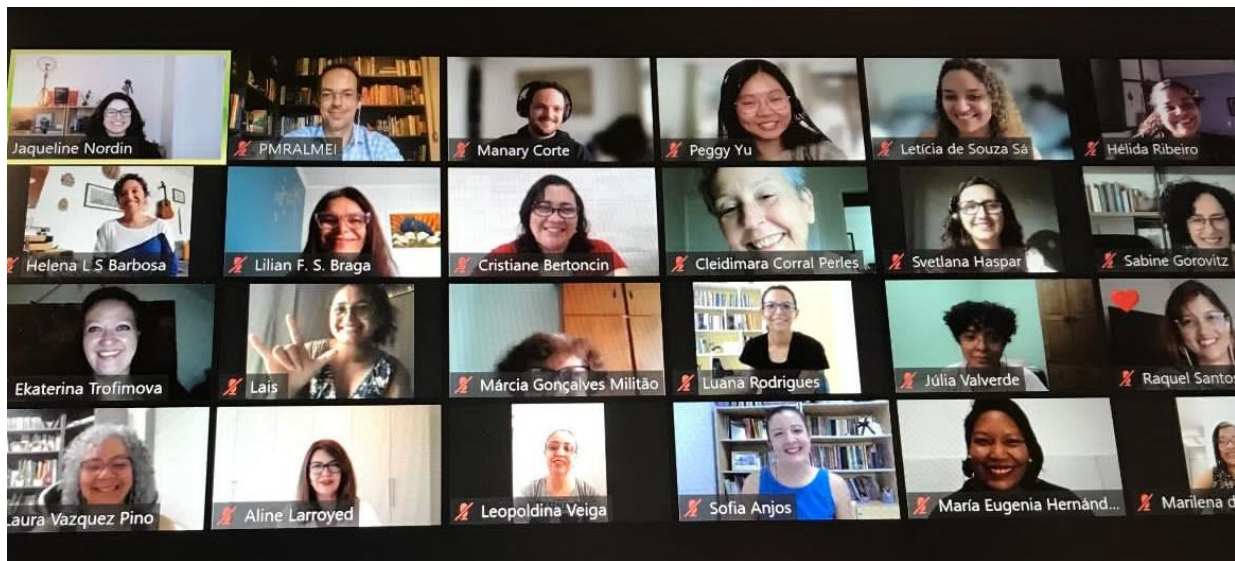 Jaqueline Nordin
PMRALMEI...
Manary Corte
Peggy Yu
Letícia de Souza Sá
Hélida Ribeiro
Helena L S Barbosa
Lilian F. S. Braga
Cristiane Bertoncin
Cleidimara Corral Perles
Svetlana Haspar
Sabine Gorovitz
Ekaterina Trofimova
Lais
Márcia Gonçalves Militão
Luana Rodrigues
Júlia Valverde
Raquel Santos
Laura Vazquez Pino
Aline Larroyed
Leopoldina Veiga
Sofia Anjos
María Eugenia Hernánd...
Marilena d